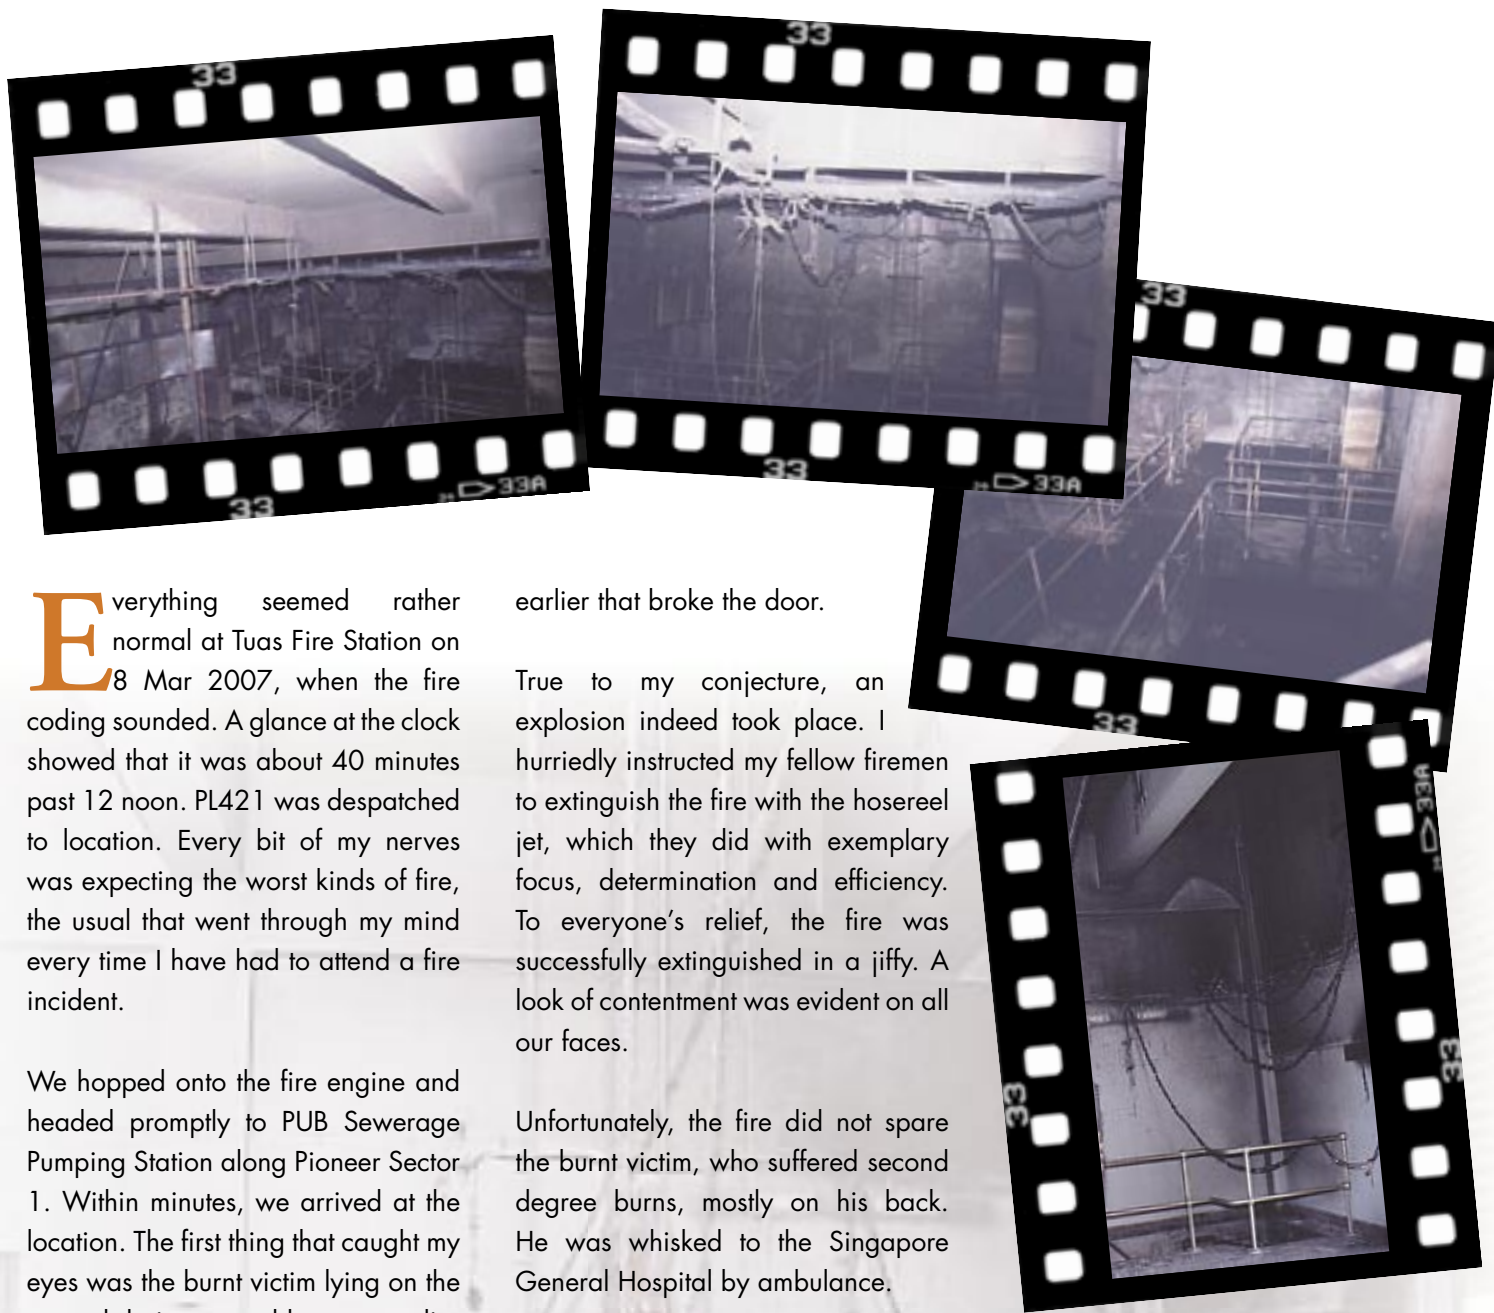 33
33
33
33A
33
33A
33
33
33A
33
33
Everything seemed rather
normal at Tuas Fire Station on
8 Mar 2007, when the fire
coding sounded. A glance at the clock
showed that it was about 40 minutes
past 12 noon. PL421 was despatched
to location. Every bit of my nerves
was expecting the worst kinds of fire,
the usual that went through my mind
every time I have had to attend a fire
incident.
We hopped onto the fire engine and
headed promptly to PUB Sewerage
Pumping Station along Pioneer Sector
1. Within minutes, we arrived at the
location. The first thing that caught my
eyes was the burnt victim lying on the
earlier that broke the door.
True to my conjecture, an
explosion indeed took place. I
hurriedly instructed my fellow firemen
to extinguish the fire with the hosereel
jet, which they did with exemplary
focus, determination and efficiency.
To everyone’s relief, the fire was
successfully extinguished in a jiffy. A
look of contentment was evident on all
our faces.
Unfortunately, the fire did not spare
the burnt victim, who suffered second
degree burns, mostly on his back.
He was whisked to the Singapore
General Hospital by ambulance.